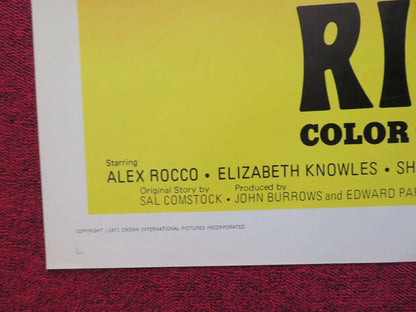 RI
COLOR
Starring
ALEX ROCCO • ELIZABETH KNOWLES • SH
Original Story by Produced by
SAL COMSTOCK • JOHN BURROWS and EDWARD PA
COPYRIGHT ©1971 CROWN INTERNATIONAL PICTURES INCORPORATED